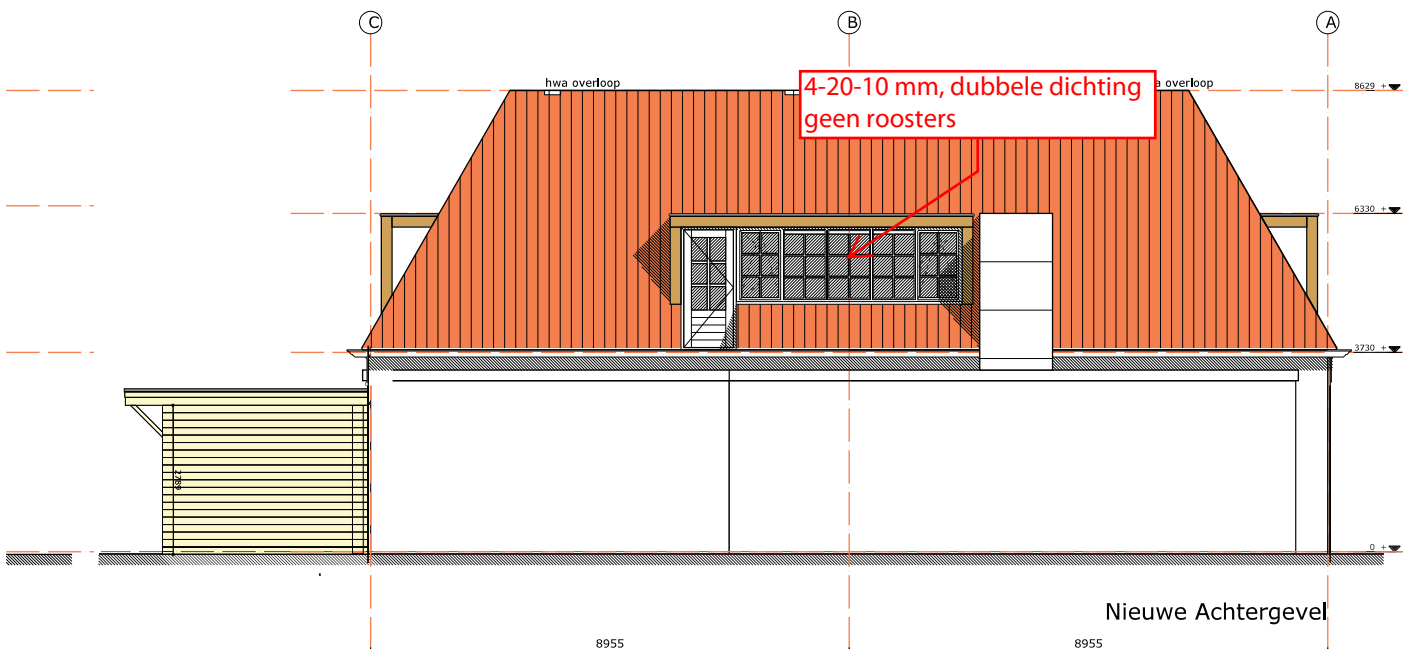 C
B
A
hwa overloop
4-20-10 mm, dubbele dichting
geen roosters
a overloop
8629 +
6330 +
3730 +
2789
0 +
Nieuwe Achtergevel
8955
8955